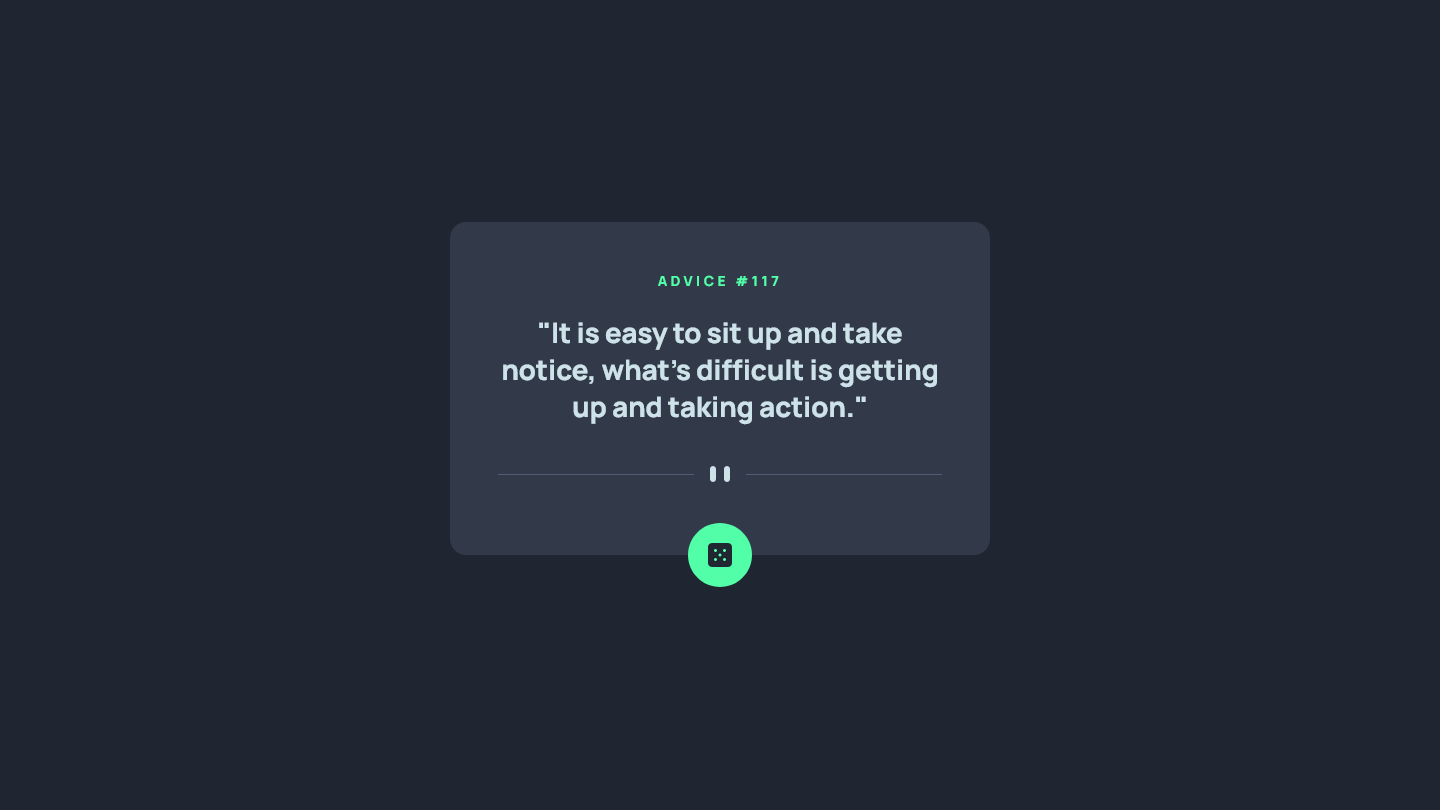 ADVICE #117
"It is easy to sit up and take
notice, what's difficult is getting
up and taking action."